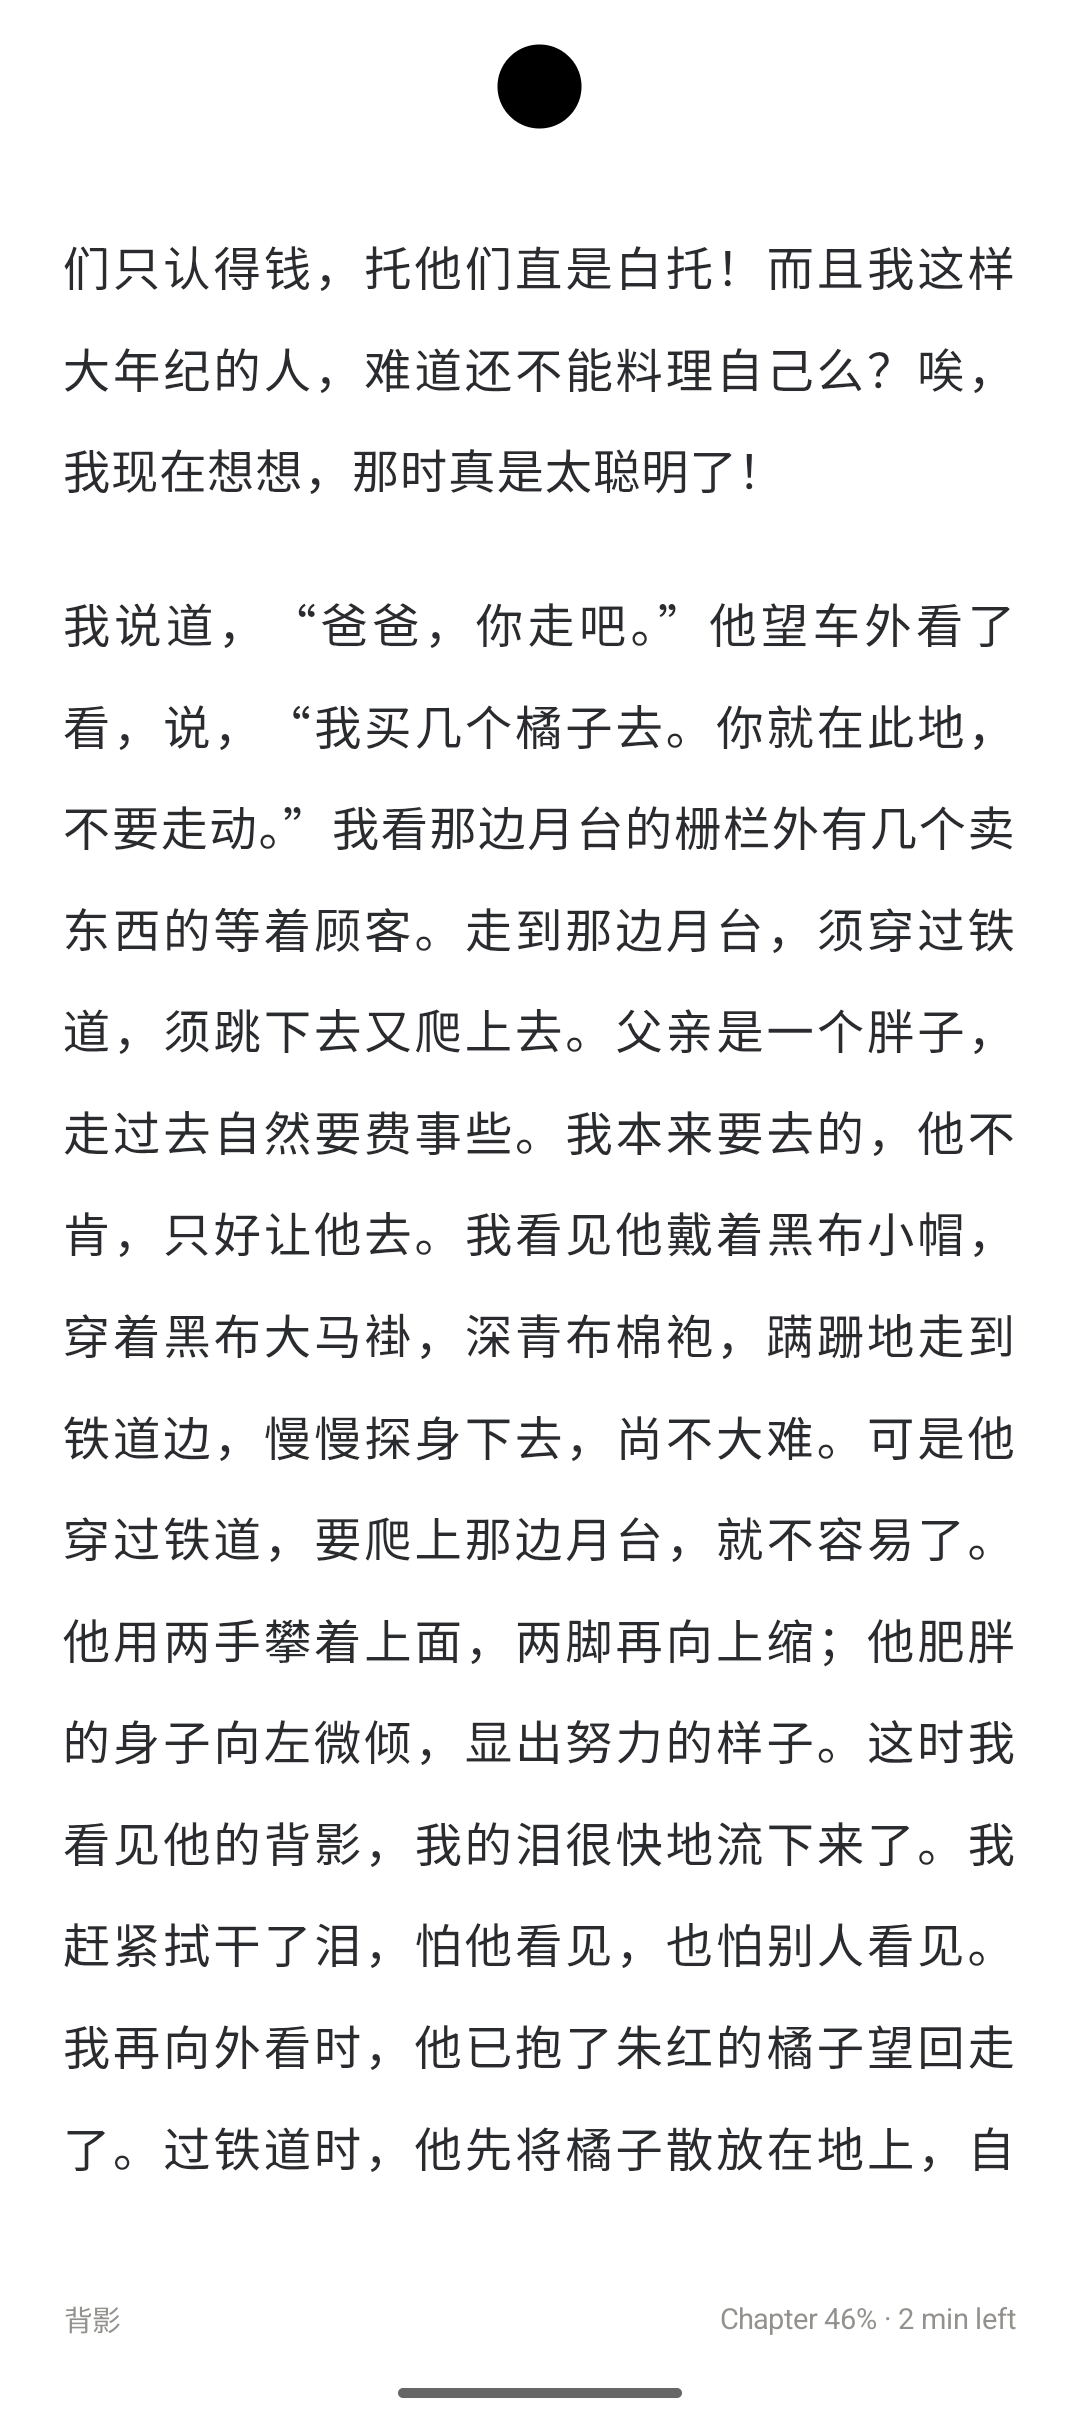 们只认得钱，托他们直是白托！而且我这样
大年纪的人，难道还不能料理自己么？唉，
我现在想想，那时真是太聪明了！
我说道，“爸爸，你走吧。”他望车外看了
看，说，“我买几个橘子去。你就在此地，
不要走动。”我看那边月台的栅栏外有几个卖
东西的等着顾客。走到那边月台，须穿过铁
道，须跳下去又爬上去。父亲是一个胖子，
走过去自然要费事些。我本来要去的，他不
肯，只好让他去。我看见他戴着黑布小帽，
穿着黑布大马褂，深青布棉袍，蹒跚地走到
铁道边，慢慢探身下去，尚不大难。可是他
穿过铁道，要爬上那边月台，就不容易了。
他用两手攀着上面，两脚再向上缩；他肥胖
的身子向左微倾，显出努力的样子。这时我
看见他的背影，我的泪很快地流下来了。我
赶紧拭干了泪，怕他看见，也怕别人看见。
我再向外看时，他已抱了朱红的橘子望回走
了。过铁道时，他先将橘子散放在地上，自
背影
Chapter 46% · 2 min left